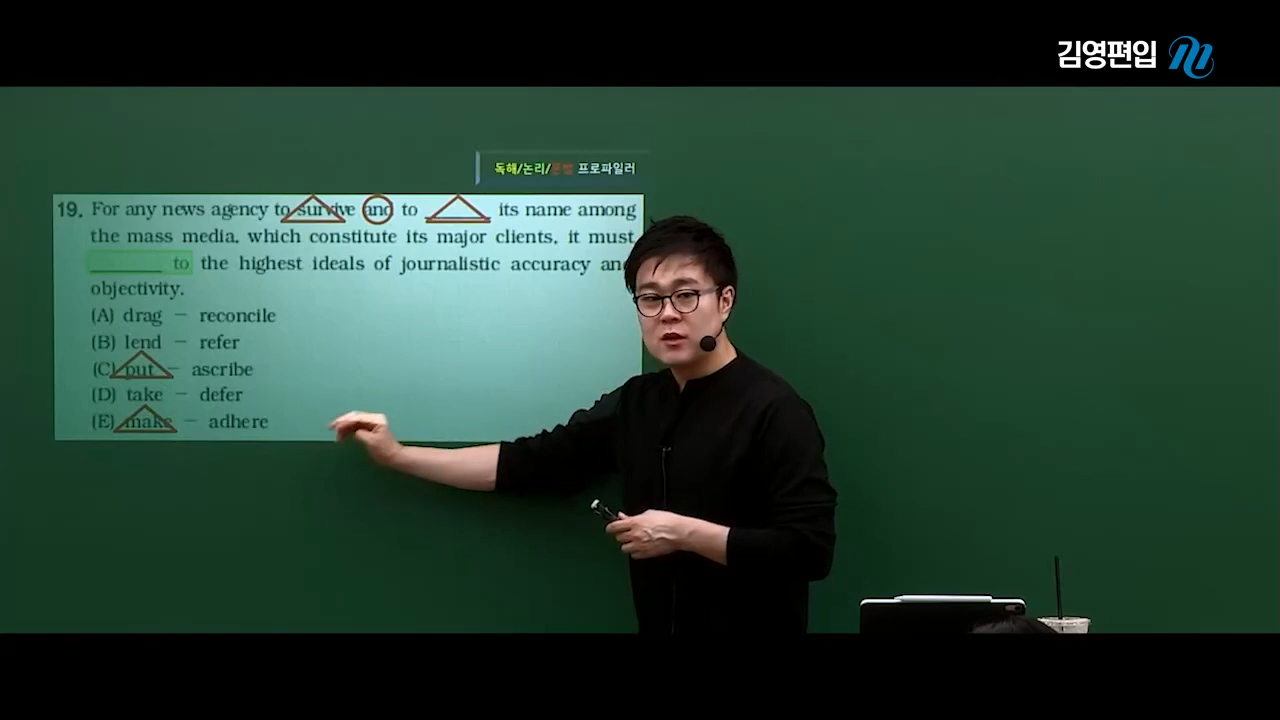 김영편입
독해/논리/문법 프로파일러
19. For any news agency to survive and to ______ its name among
the mass media, which constitute its major clients, it must
______ to the highest ideals of journalistic accuracy and
objectivity.
(A) drag － reconcile
(B) lend － refer
(C) put － ascribe
(D) take － defer
(E) make － adhere